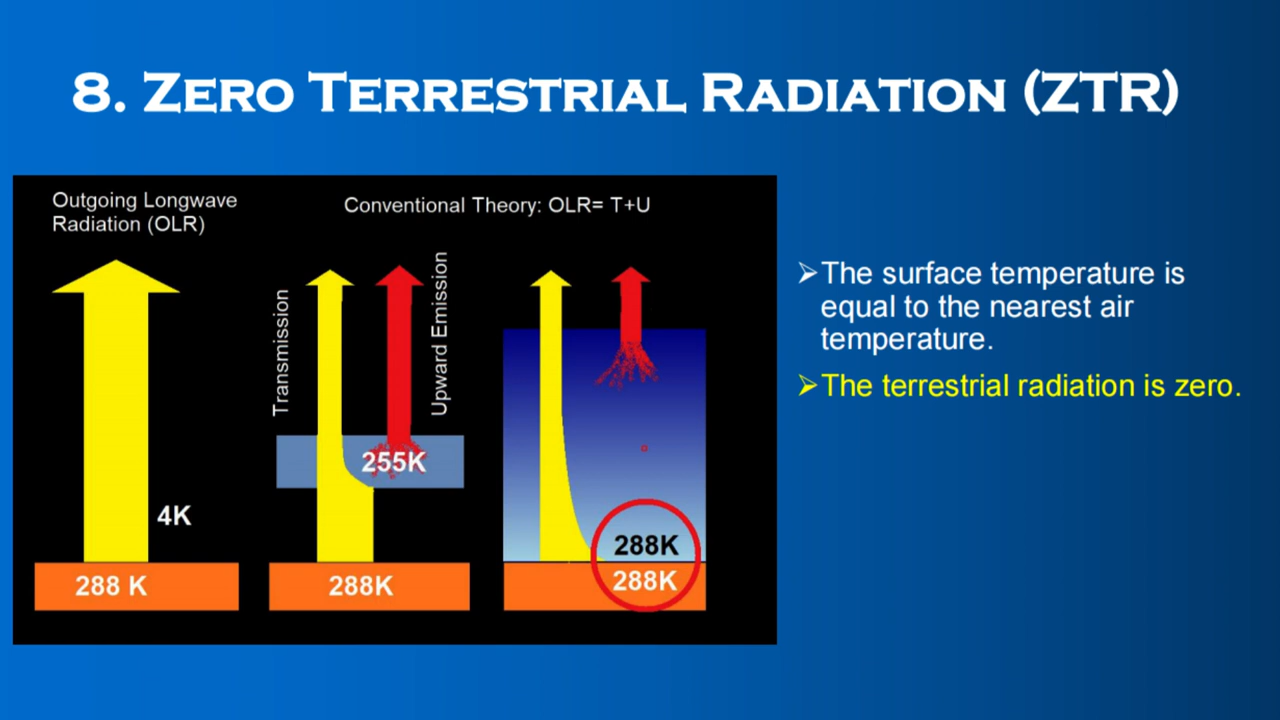 8. ZERO TERRESTRIAL RADIATION (ZTR)
Outgoing Longwave
Radiation (OLR)
Conventional Theory: OLR= T+U
Transmission
Upward Emission
255K
4K
288K
288 K
288K
288K
➢The surface temperature is
equal to the nearest air
temperature.
➢The terrestrial radiation is zero.